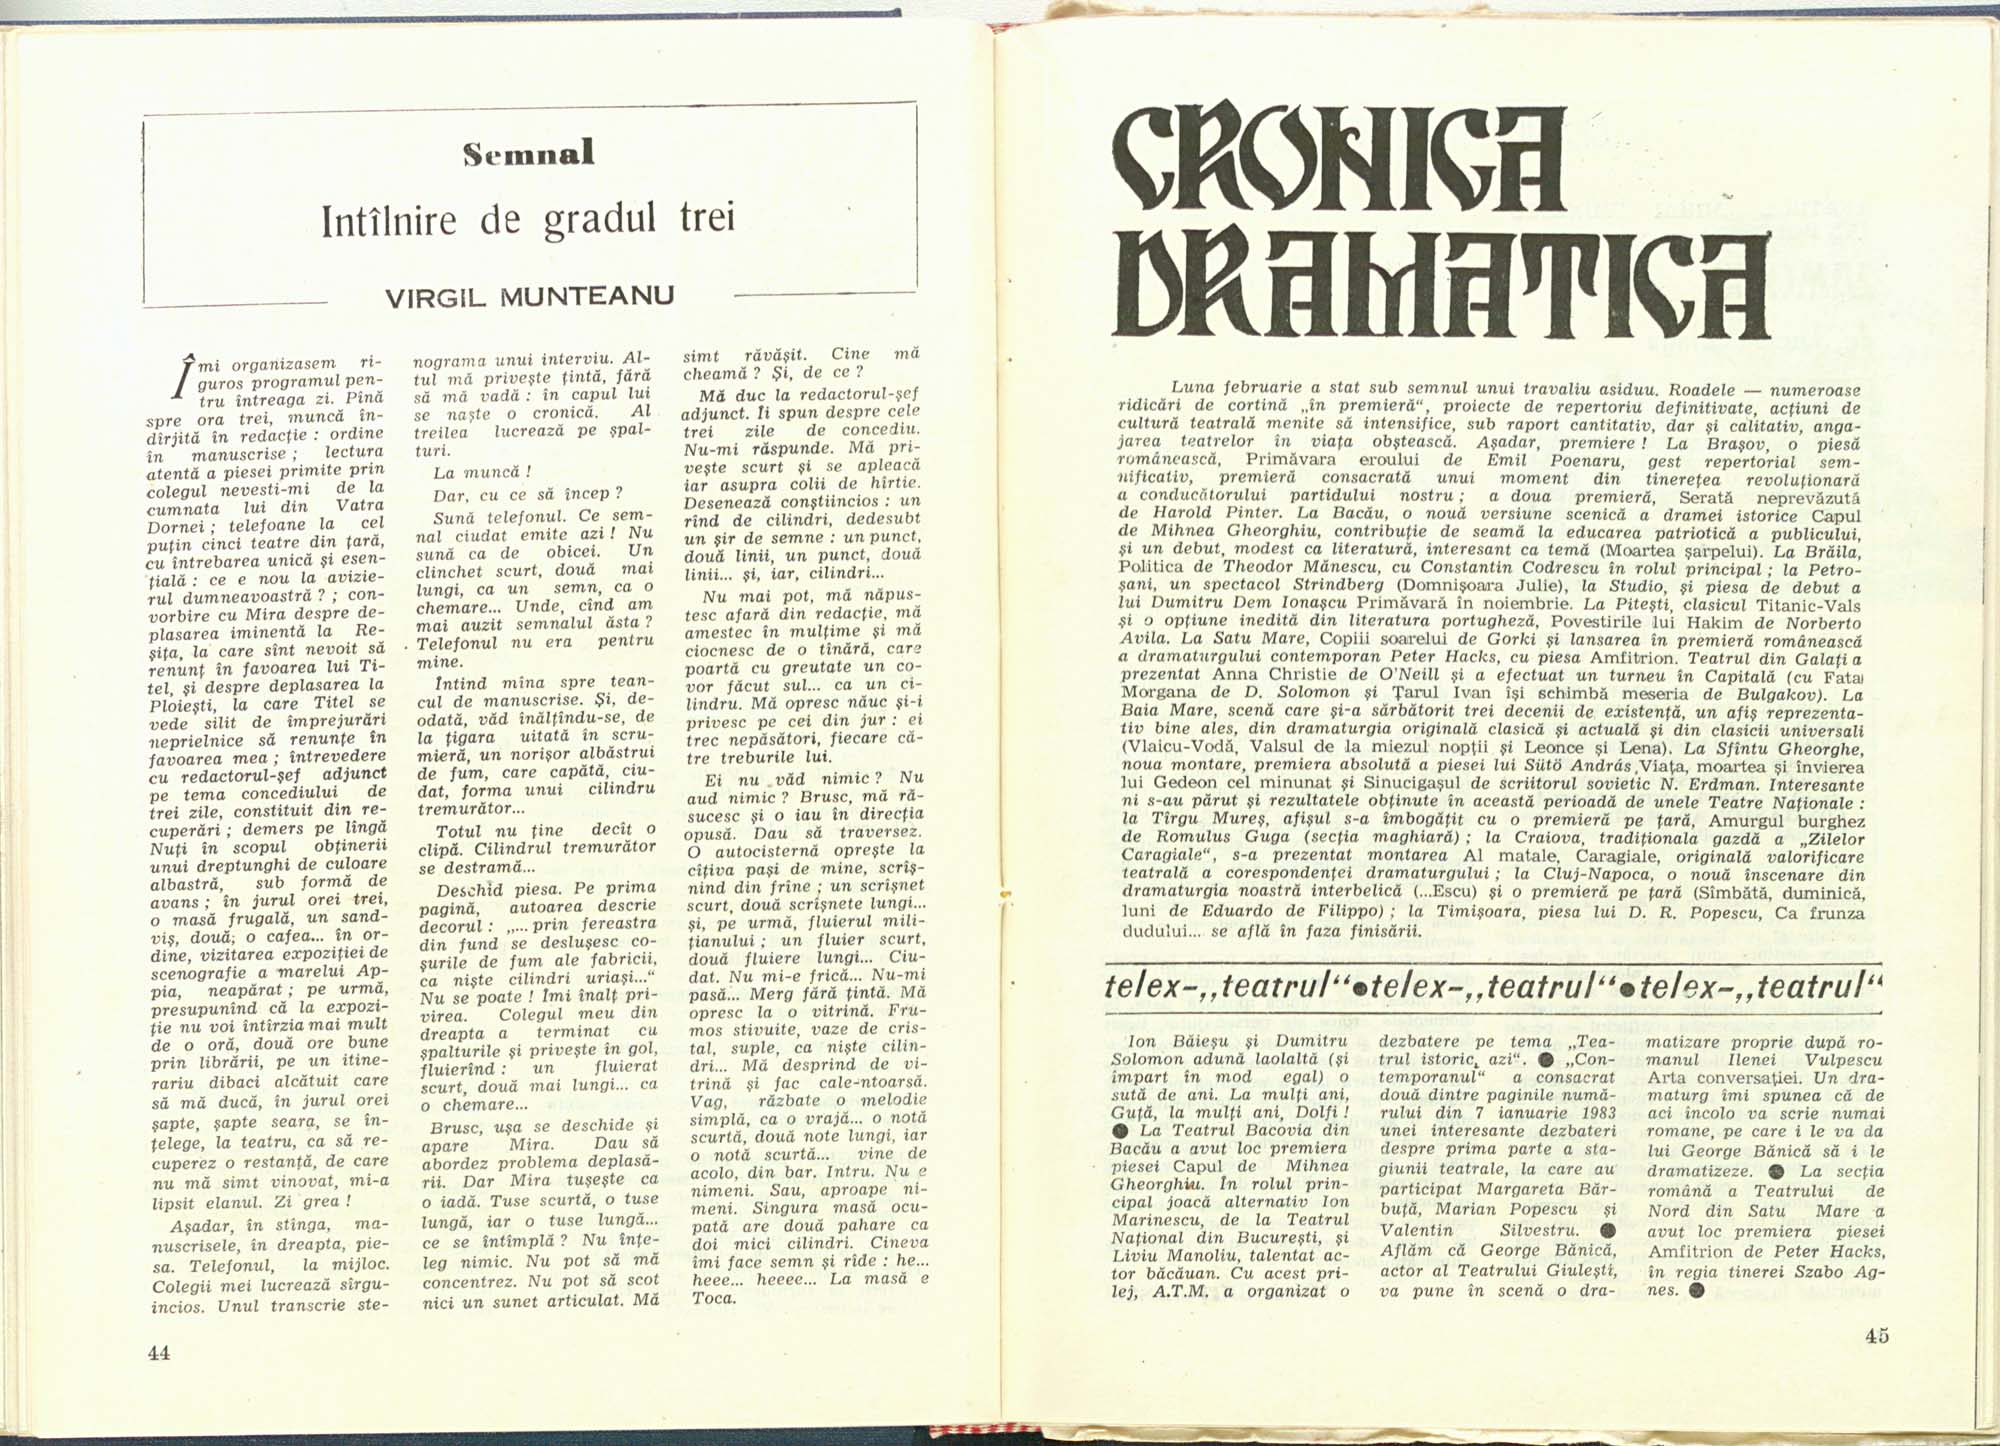 Semnal
Intîlnire de gradul trei
VIRGIL MUNTEANU
Îmi organizasem ri-
guros programul pen-
tru întreaga zi. Pînă
spre ora trei, muncă în-
dîrjită în redacție : ordine
în manuscrise ; lectura
atentă a piesei primite prin
colegul nevesti-mi de la
cumnata lui din Vatra
Dornei ; telefoane la cel
puțin cinci teatre din țară,
cu întrebarea unică și esen-
țială : ce e nou la avizie-
rul dumneavoastră ? ; con-
vorbire cu Mira despre de-
plasarea iminentă la Re-
șița, la care sînt nevoit să
renunț în favoarea lui Ti-
tel, și despre deplasarea la
Ploiești, la care Titel se
vede silit de împrejurări
neprielnice să renunțe în
favoarea mea ; întrevedere
cu redactorul-șef adjunct
pe tema concediului de
trei zile, constituit din re-
cuperări ; demers pe lîngă
Nuți în scopul obținerii
unui dreptunghi de culoare
albastră, sub formă de
avans ; în jurul orei trei,
o masă frugală, un sand-
viș, două, o cafea... în or-
dine, vizitarea expoziției de
scenografie a marelui Ap-
pia, neapărat ; pe urmă,
presupunînd că la expozi-
ție nu voi întîrzia mai mult
de o oră, două ore bune
prin librării, pe un itine-
rariu dibaci alcătuit care
să mă ducă, în jurul orei
șapte, șapte seara, se în-
țelege, la teatru, ca să re-
cuperez o restanță, de care
nu mă simt vinovat, mi-a
lipsit elanul. Zi grea !
Așadar, în stînga, ma-
nuscrisele, în dreapta, pie-
sa. Telefonul, la mijloc.
Colegii mei lucrează sîrgu-
incios. Unul transcrie ste-
nograma unui interviu. Al-
tul mă privește țintă, fără
să mă vadă : în capul lui
se naște o cronică. Al
treilea lucrează pe șpal-
turi.
La muncă !
Dar, cu ce să încep ?
Sună telefonul. Ce sem-
nal ciudat emite azi ! Nu
sună ca de obicei. Un
clinchet scurt, două mai
lungi, ca un semn, ca o
chemare... Unde, cînd am
mai auzit semnalul ăsta ?
Telefonul nu era pentru
mine.
Intind mîna spre tean-
cul de manuscrise. Și, de-
odată, văd înălțîndu-se, de
la țigara uitată în scru-
mieră, un norișor albăstrui
de fum, care capătă, ciu-
dat, forma unui cilindru
tremurător...
Totul nu ține decît o
clipă. Cilindrul tremurător
se destramă...
Deschid piesa. Pe prima
pagină, autoarea descrie
decorul : „... prin fereastra
din fund se deslușesc co-
șurile de fum ale fabricii,
ca niște cilindri uriași...“
Nu se poate ! Imi înalț pri-
virea. Colegul meu din
dreapta a terminat cu
șpalturile și privește în gol,
fluierînd : un fluierat
scurt, două mai lungi... ca
o chemare...
Brusc, ușa se deschide și
apare Mira. Dau să
abordez problema deplasă-
rii. Dar Mira tușește ca
o iadă. Tuse scurtă, o tuse
lungă, iar o tuse lungă...
ce se întîmplă ? Nu înțe-
leg nimic. Nu pot să mă
concentrez. Nu pot să scot
nici un sunet articulat. Mă
simt răvășit. Cine mă
cheamă ? Și, de ce ?
Mă duc la redactorul-șef
adjunct. Ii spun despre cele
trei zile de concediu.
Nu-mi răspunde. Mă pri-
vește scurt și se apleacă
iar asupra colii de hîrtie.
Desenează conștiincios : un
rînd de cilindri, dedesubt
un șir de semne : un punct,
două linii, un punct, două
linii... și, iar, cilindri...
Nu mai pot, mă năpus-
tesc afară din redacție, mă
amestec în mulțime și mă
ciocnesc de o tînără, care
poartă cu greutate un co-
vor făcut sul... ca un ci-
lindru. Mă opresc năuc și-i
privesc pe cei din jur : ei
trec nepăsători, fiecare că-
tre treburile lui.
Ei nu văd nimic ? Nu
aud nimic ? Brusc, mă ră-
sucesc și o iau în direcția
opusă. Dau să traversez.
O autocisternă oprește la
cîțiva pași de mine, scrîș-
nind din frîne ; un scrîșnet
scurt, două scrîșnete lungi...
și, pe urmă, fluierul mili-
țianului ; un fluier scurt,
două fluiere lungi... Ciu-
dat. Nu mi-e frică... Nu-mi
pasă... Merg fără țintă. Mă
opresc la o vitrină. Fru-
mos stivuite, vaze de cris-
tal, suple, ca niște cilin-
dri... Mă desprind de vi-
trină și fac cale-ntoarsă.
Vag, răzbate o melodie
simplă, ca o vrajă... o notă
scurtă, două note lungi, iar
o notă scurtă... vine de
acolo, din bar. Intru. Nu e
nimeni. Sau, aproape ni-
meni. Singura masă ocu-
pată are două pahare ca
doi mici cilindri. Cineva
îmi face semn și rîde : he...
heee... heeee... La masă e
Toca.
44
CRONICA
DRAMATICA
Luna februarie a stat sub semnul unui travaliu asiduu. Roadele — numeroase
ridicări de cortină „în premieră“, proiecte de repertoriu definitivate, acțiuni de
cultură teatrală menite să intensifice, sub raport cantitativ, dar și calitativ, anga-
jarea teatrelor în viața obștească. Așadar, premiere ! La Brașov, o piesă
românească, Primăvara eroului de Emil Poenaru, gest repertorial sem-
nificativ, premieră consacrată unui moment din tinerețea revoluționară
a conducătorului partidului nostru ; a doua premieră, Serată neprevăzută
de Harold Pinter. La Bacău, o nouă versiune scenică a dramei istorice Capul
de Mihnea Gheorghiu, contribuție de seamă la educarea patriotică a publicului,
și un debut, modest ca literatură, interesant ca temă (Moartea șarpelui). La Brăila,
Politica de Theodor Mănescu, cu Constantin Codrescu în rolul principal ; la Petro-
șani, un spectacol Strindberg (Domnișoara Julie), la Studio, și piesa de debut a
lui Dumitru Dem Ionașcu Primăvară în noiembrie. La Pitești, clasicul Titanic-Vals
și o opțiune inedită din literatura portugheză, Povestirile lui Hakim de Norberto
Avila. La Satu Mare, Copiii soarelui de Gorki și lansarea în premieră românească
a dramaturgului contemporan Peter Hacks, cu piesa Amfitrion. Teatrul din Galați a
prezentat Anna Christie de O'Neill și a efectuat un turneu în Capitală (cu Fata
Morgana de D. Solomon și Țarul Ivan își schimbă meseria de Bulgakov). La
Baia Mare, scenă care și-a sărbătorit trei decenii de existență, un afiș reprezenta-
tiv bine ales, din dramaturgia originală clasică și actuală și din clasicii universali
(Vlaicu-Vodă, Valsul de la miezul nopții și Leonce și Lena). La Sfîntu Gheorghe,
noua montare, premiera absolută a piesei lui Sütö András Viața, moartea și învierea
lui Gedeon cel minunat și Sinucigașul de scriitorul sovietic N. Erdman. Interesante
ni s-au părut și rezultatele obținute în această perioadă de unele Teatre Naționale :
la Tîrgu Mureș, afișul s-a îmbogățit cu o premieră pe țară, Amurgul burghez
de Romulus Guga (secția maghiară) ; la Craiova, tradiționala gazdă a „Zilelor
Caragiale“, s-a prezentat montarea Al matale, Caragiale, originală valorificare
teatrală a corespondenței dramaturgului ; la Cluj-Napoca, o nouă înscenare din
dramaturgia noastră interbelică (...Escu) și o premieră pe țară (Sîmbătă, duminică,
luni de Eduardo de Filippo) ; la Timișoara, piesa lui D. R. Popescu, Ca frunza
dudului... se află în faza finisării.
telex-„teatrul“●telex-„teatrul“●telex-„teatrul“
Ion Băieșu și Dumitru
Solomon adună laolaltă (și
impart în mod egal) o
sută de ani. La mulți ani,
Guță, la mulți ani, Dolfi !
● La Teatrul Bacovia din
Bacău a avut loc premiera
piesei Capul de Mihnea
Gheorghiu. In rolul prin-
cipal joacă alternativ Ion
Marinescu, de la Teatrul
Național din București, și
Liviu Manoliu, talentat ac-
tor băcăuan. Cu acest pri-
lej, A.T.M. a organizat o
dezbatere pe tema „Tea-
trul istoric, azi“. ● „Con-
temporanul“ a consacrat
două dintre paginile numă-
rului din 7 ianuarie 1983
unei interesante dezbateri
despre prima parte a sta-
giunii teatrale, la care au
participat Margareta Băr-
buță, Marian Popescu și
Valentin Silvestru. ●
Aflăm că George Bănică,
actor al Teatrului Giulești,
va pune în scenă o dra-
matizare proprie după ro-
manul Ilenei Vulpescu
Arta conversației. Un dra-
maturg îmi spunea că de
aci încolo va scrie numai
romane, pe care i le va da
lui George Bănică să i le
dramatizeze. ● La secția
română a Teatrului de
Nord din Satu Mare a
avut loc premiera piesei
Amfitrion de Peter Hacks,
în regia tinerei Szabo Ag-
nes. ●
45